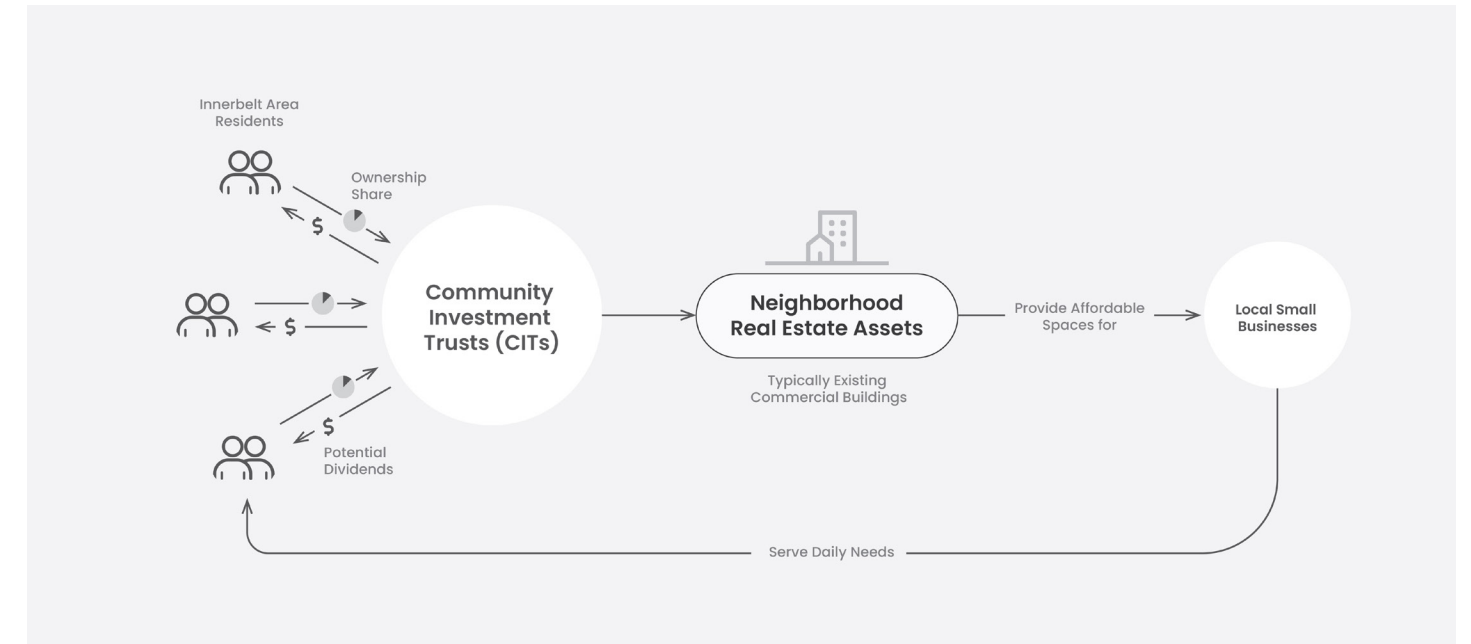 Innerbelt Area
Residents
Ownership
Share
$
$
$
Potential
Dividends
Community
Investment
Trusts (CITs)
Neighborhood
Real Estate Assets
Typically Existing
Commercial Buildings
Provide Affordable
Spaces for
Local Small
Businesses
Serve Daily Needs